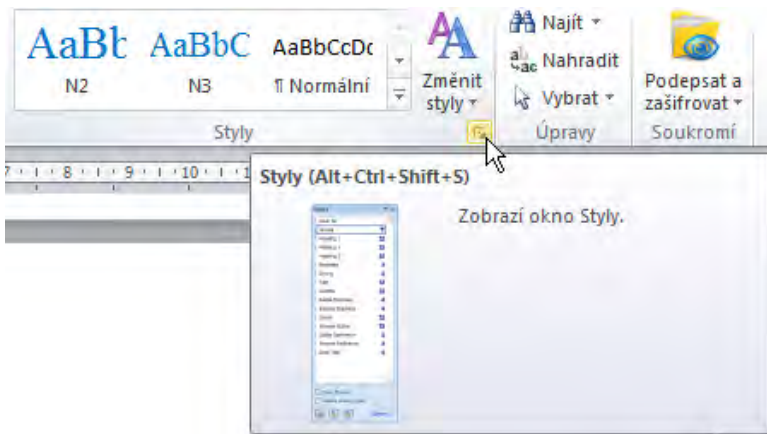 AaBb AaBbC AaBbCcDc
N2 N3 ¶ Normální
Změnit
styly
Styly
Najít
Nahradit
Vybrat
Úpravy
Podepsat a
zašifrovat
Soukromí
7 8 9 10 1
Styly (Alt+Ctrl+Shift+S)
Zobrazí okno Styly.